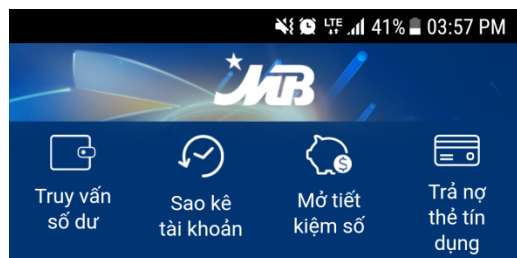 LTE 41% 03:57 PM
MB
Truy vấn số dư
Sao kê tài khoản
Mở tiết kiệm số
Trả nợ thẻ tín dụng